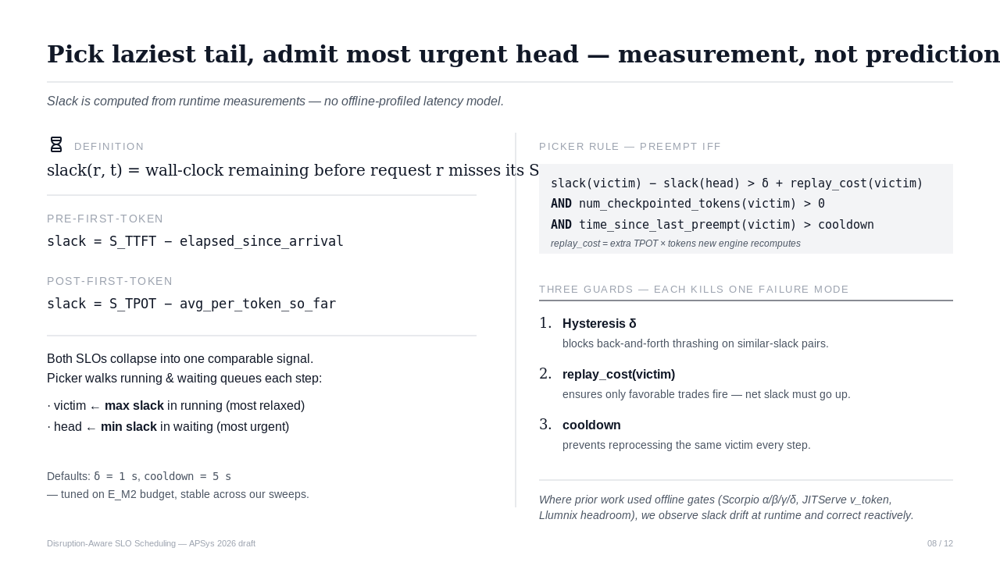 Pick laziest tail, admit most urgent head — measurement, not prediction
Slack is computed from runtime measurements — no offline-profiled latency model.
DEFINITION
slack(r, t) = wall-clock remaining before request r misses its S
PRE-FIRST-TOKEN
slack = S_TTFT − elapsed_since_arrival
POST-FIRST-TOKEN
slack = S_TPOT − avg_per_token_so_far
Both SLOs collapse into one comparable signal.
Picker walks running & waiting queues each step:
· victim ← max slack in running (most relaxed)
· head ← min slack in waiting (most urgent)
Defaults: δ = 1 s, cooldown = 5 s
— tuned on E_M2 budget, stable across our sweeps.
PICKER RULE — PREEMPT IFF
slack(victim) − slack(head) > δ + replay_cost(victim)
AND num_checkpointed_tokens(victim) > 0
AND time_since_last_preempt(victim) > cooldown
replay_cost = extra TPOT × tokens new engine recomputes
THREE GUARDS — EACH KILLS ONE FAILURE MODE
1. Hysteresis δ
blocks back-and-forth thrashing on similar-slack pairs.
2. replay_cost(victim)
ensures only favorable trades fire — net slack must go up.
3. cooldown
prevents reprocessing the same victim every step.
Where prior work used offline gates (Scorpio α/β/γ/δ, JITServe v_token,
Llumnix headroom), we observe slack drift at runtime and correct reactively.
Disruption-Aware SLO Scheduling — APSys 2026 draft
08 / 12